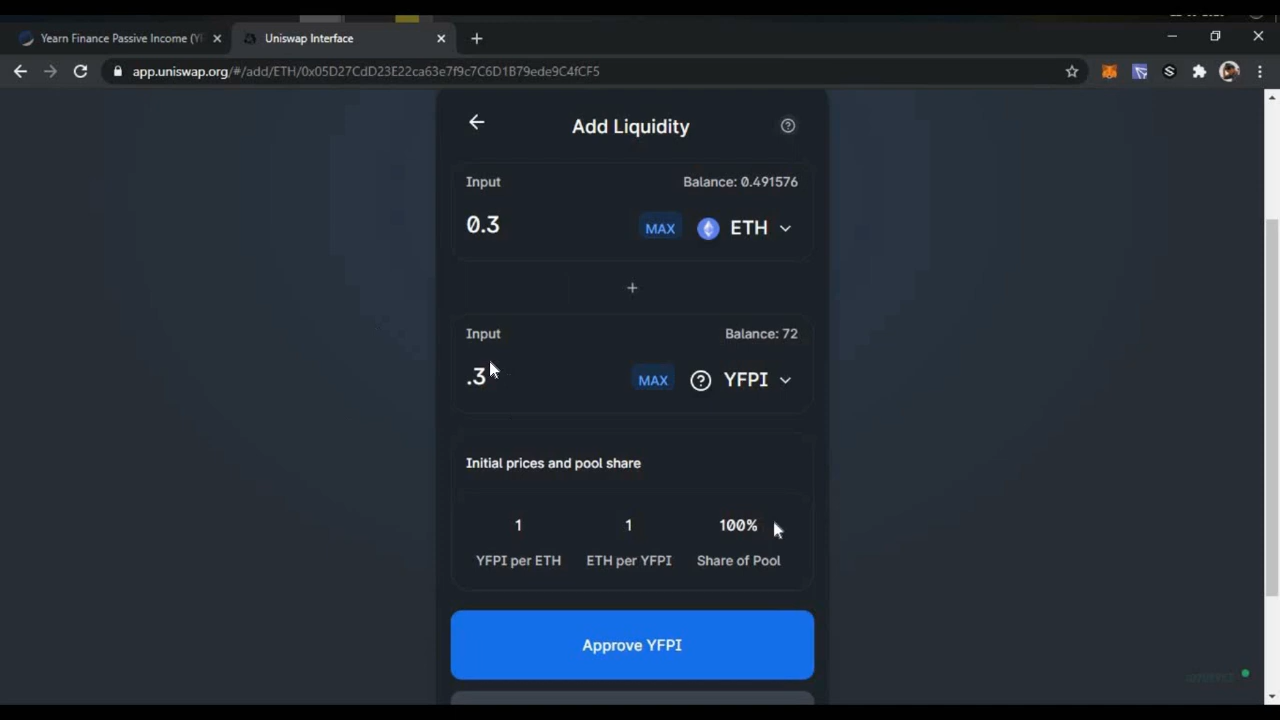 Yearn Finance Passive Income (YF
Uniswap Interface
app.uniswap.org/#/add/ETH/0x05D27CdD23E22ca63e7f9c7C6D1B79ede9C4fCF5
Add Liquidity
Input
Balance: 0.491576
0.3
MAX
ETH
+
Input
Balance: 72
.3
MAX
YFPI
Initial prices and pool share
1
1
100%
YFPI per ETH
ETH per YFPI
Share of Pool
Approve YFPI